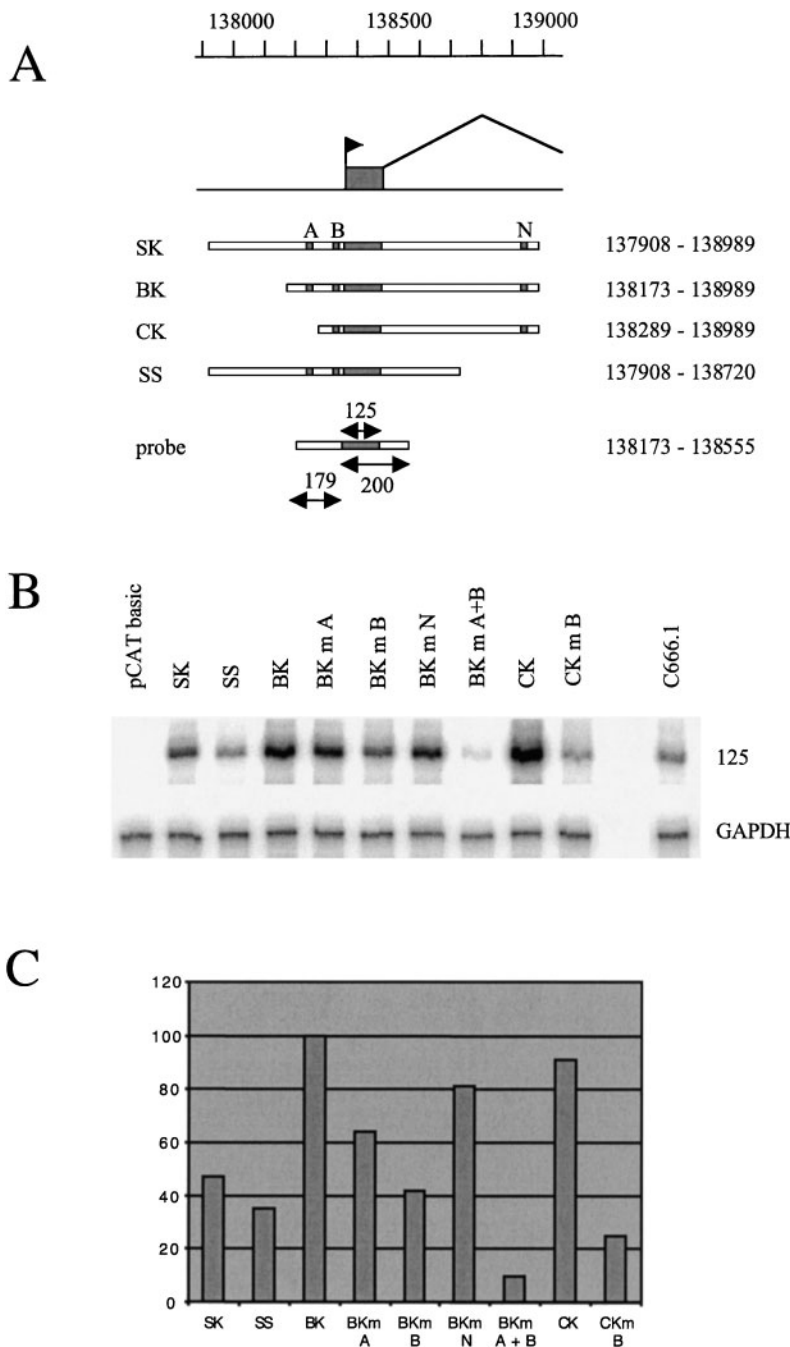 A
138000 138500 139000
A B N
SK 137908 - 138989
BK 138173 - 138989
CK 138289 - 138989
SS 137908 - 138720
125
probe 138173 - 138555
179 200
B
pCAT basic SK SS BK BK m A BK m B BK m N BK m A+B CK CK m B C666.1
125
GAPDH
C
120
100
80
60
40
20
0
SK SS BK BKm A BKm B BKm N BKm A + B CK CKm B